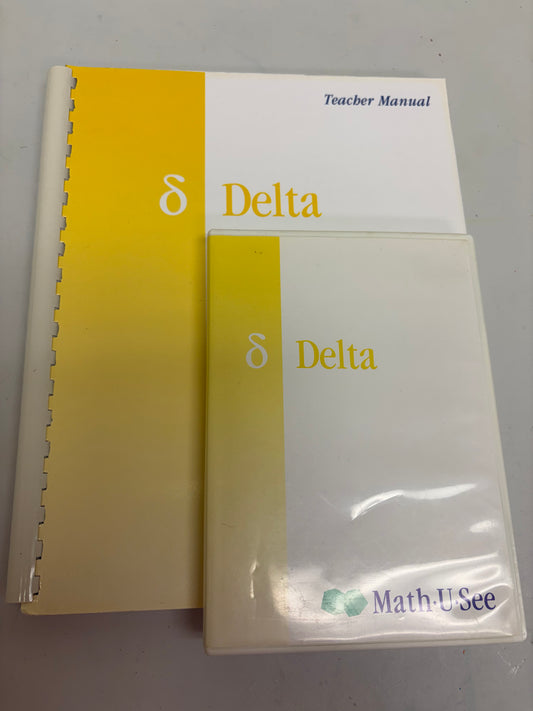 Teacher Manual
δ Delta
δ Delta
Math·U·See